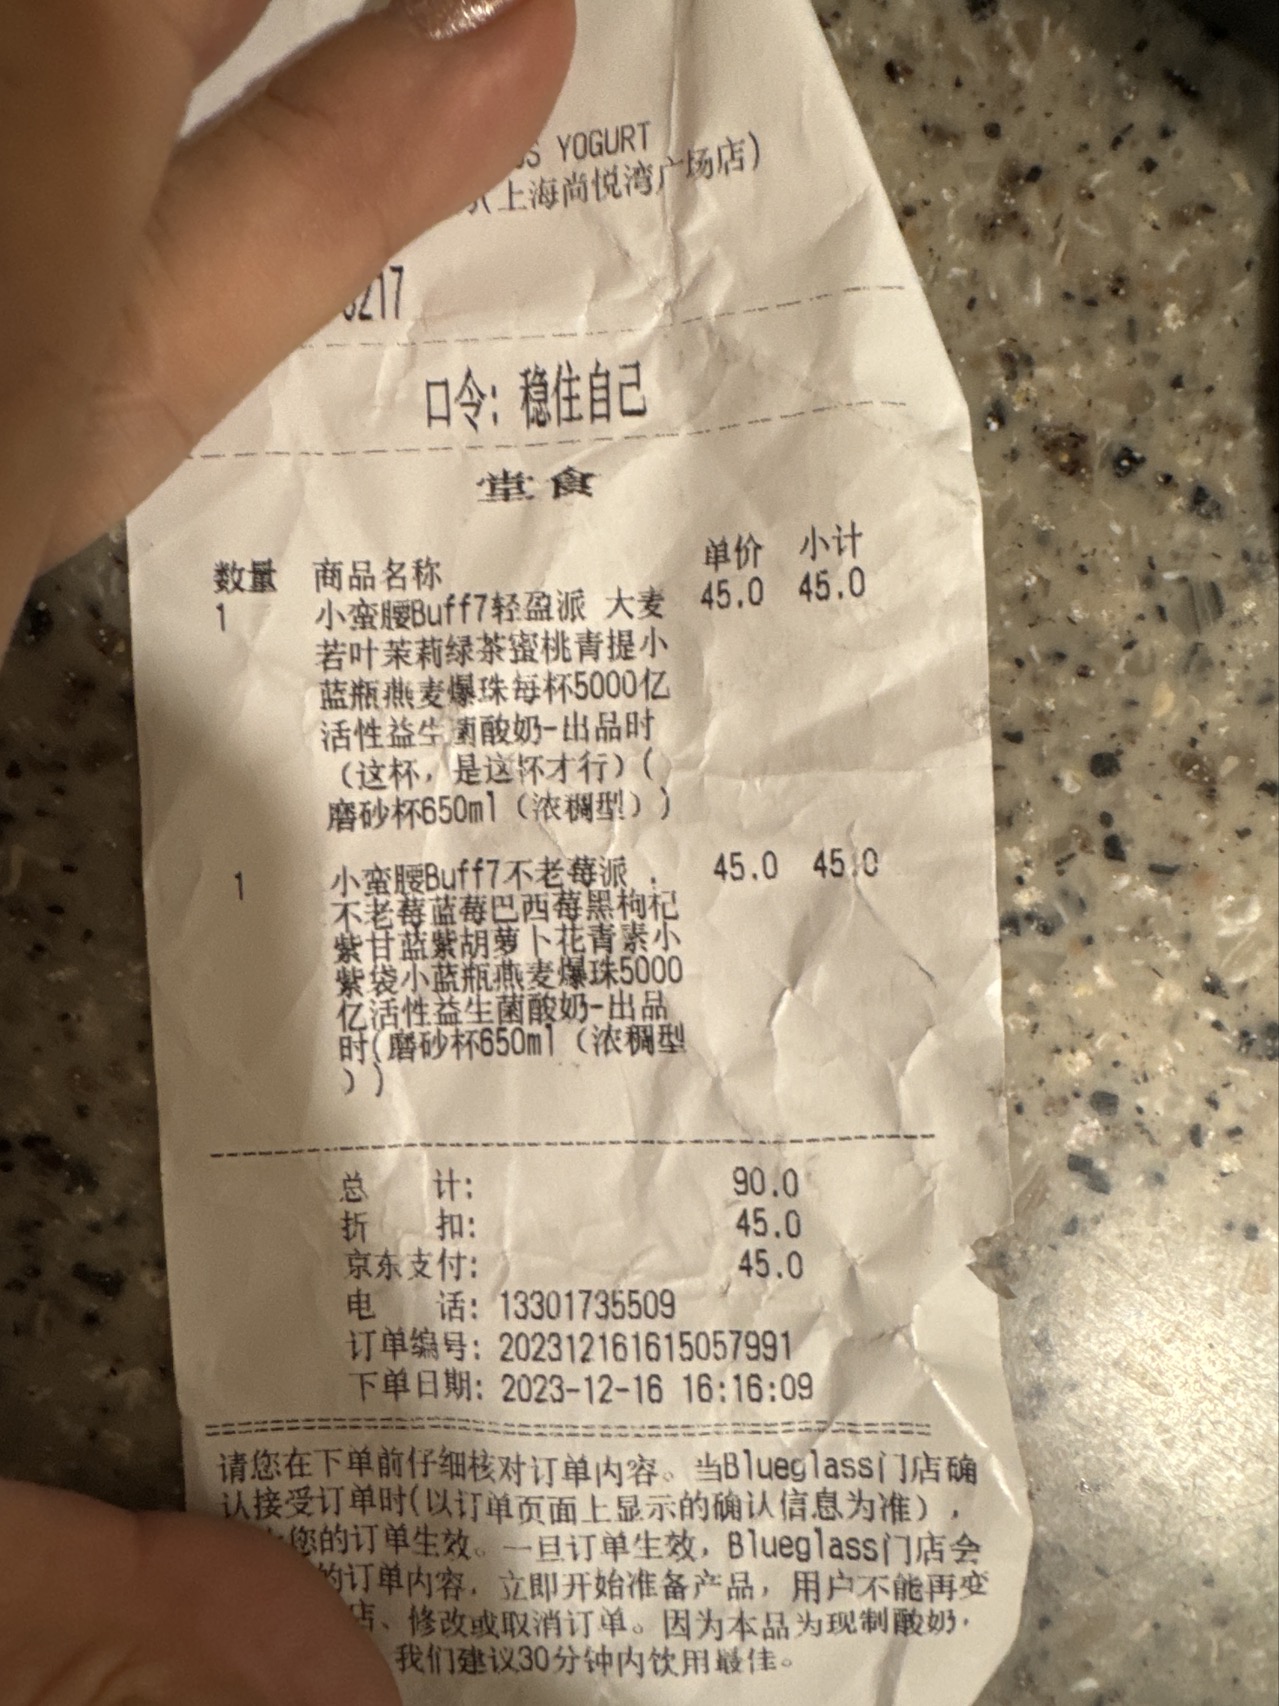 YOGURT
(上海尚悦湾广场店)
217
口令: 稳住自己
堂食
数量 商品名称 单价 小计
1 小蛮腰Buff7轻盈派 大麦 45.0 45.0
若叶茉莉绿茶蜜桃青提小
蓝瓶燕麦爆珠每杯5000亿
活性益生菌酸奶-出品时
(这杯，是这杯才行)(
磨砂杯650ml（浓稠型）)
1 小蛮腰Buff7不老莓派 . 45.0 45.0
不老莓蓝莓巴西莓黑枸杞
紫甘蓝紫胡萝卜花青素小
紫袋小蓝瓶燕麦爆珠5000
亿活性益生菌酸奶-出品
时(磨砂杯650ml（浓稠型
）)
总 计: 90.0
折 扣: 45.0
京东支付: 45.0
电 话: 13301735509
订单编号: 202312161615057991
下单日期: 2023-12-16 16:16:09
请您在下单前仔细核对订单内容。当Blueglass门店确
认接受订单时(以订单页面上显示的确认信息为准)，
您的订单生效。一旦订单生效，Blueglass门店会
的订单内容，立即开始准备产品，用户不能再变
店、修改或取消订单。因为本品为现制酸奶，
我们建议30分钟内饮用最佳。